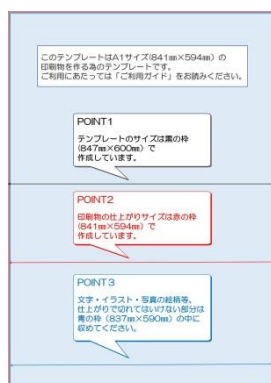 このテンプレートはA1サイズ(841㎜×594㎜)の
印刷物を作る為のテンプレートです。
ご利用にあたっては「ご利用ガイド」をお読みください。
POINT1
テンプレートのサイズは黒の枠
(847㎜×600㎜)で
作成しています。
POINT2
印刷物の仕上がりサイズは赤の枠
(841㎜×594㎜)で
作成しています。
POINT3
文字・イラスト・写真の絵柄等、
仕上がりで切れてはいけない部分は
青の枠(837㎜×590㎜)の中に
収めてください。